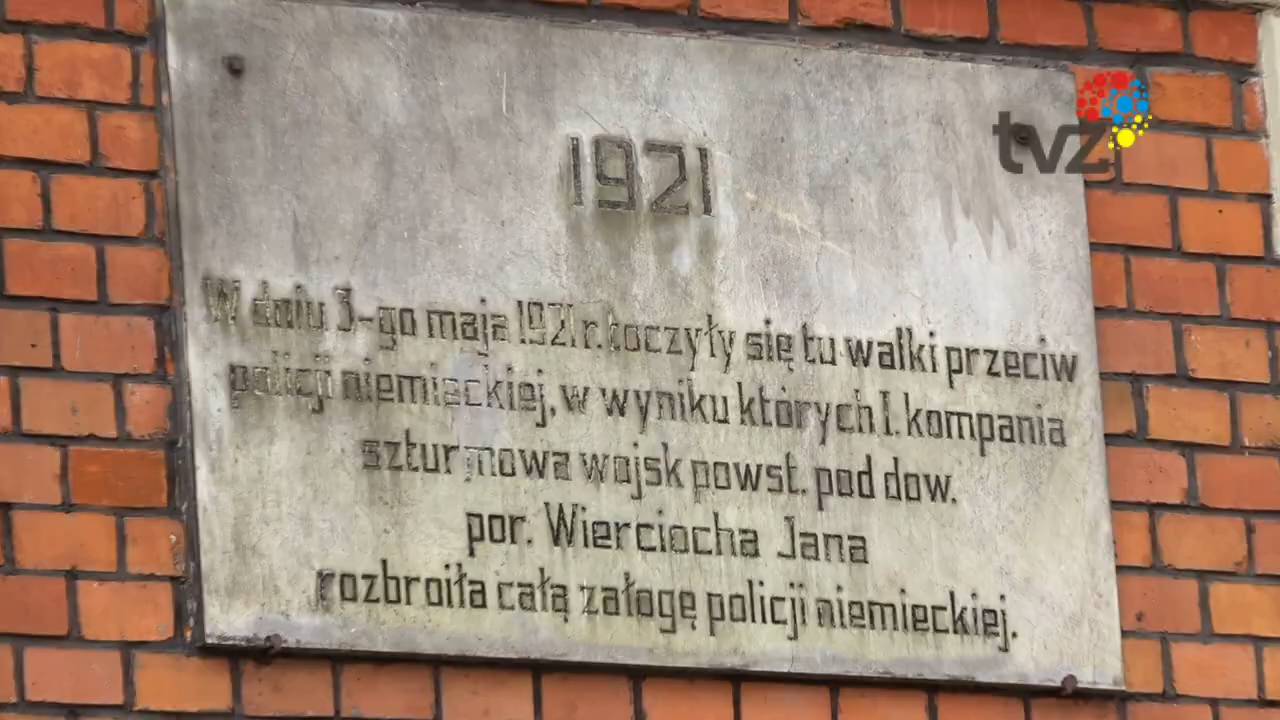 tvz
1921
W dniu 3-go maja 1921 r. toczyły się tu walki przeciw
policji niemieckiej, w wyniku których I. kompania
szturmowa wojsk powst. pod dow.
por. Wierciocha Jana
rozbroiła całą załogę policji niemieckiej.